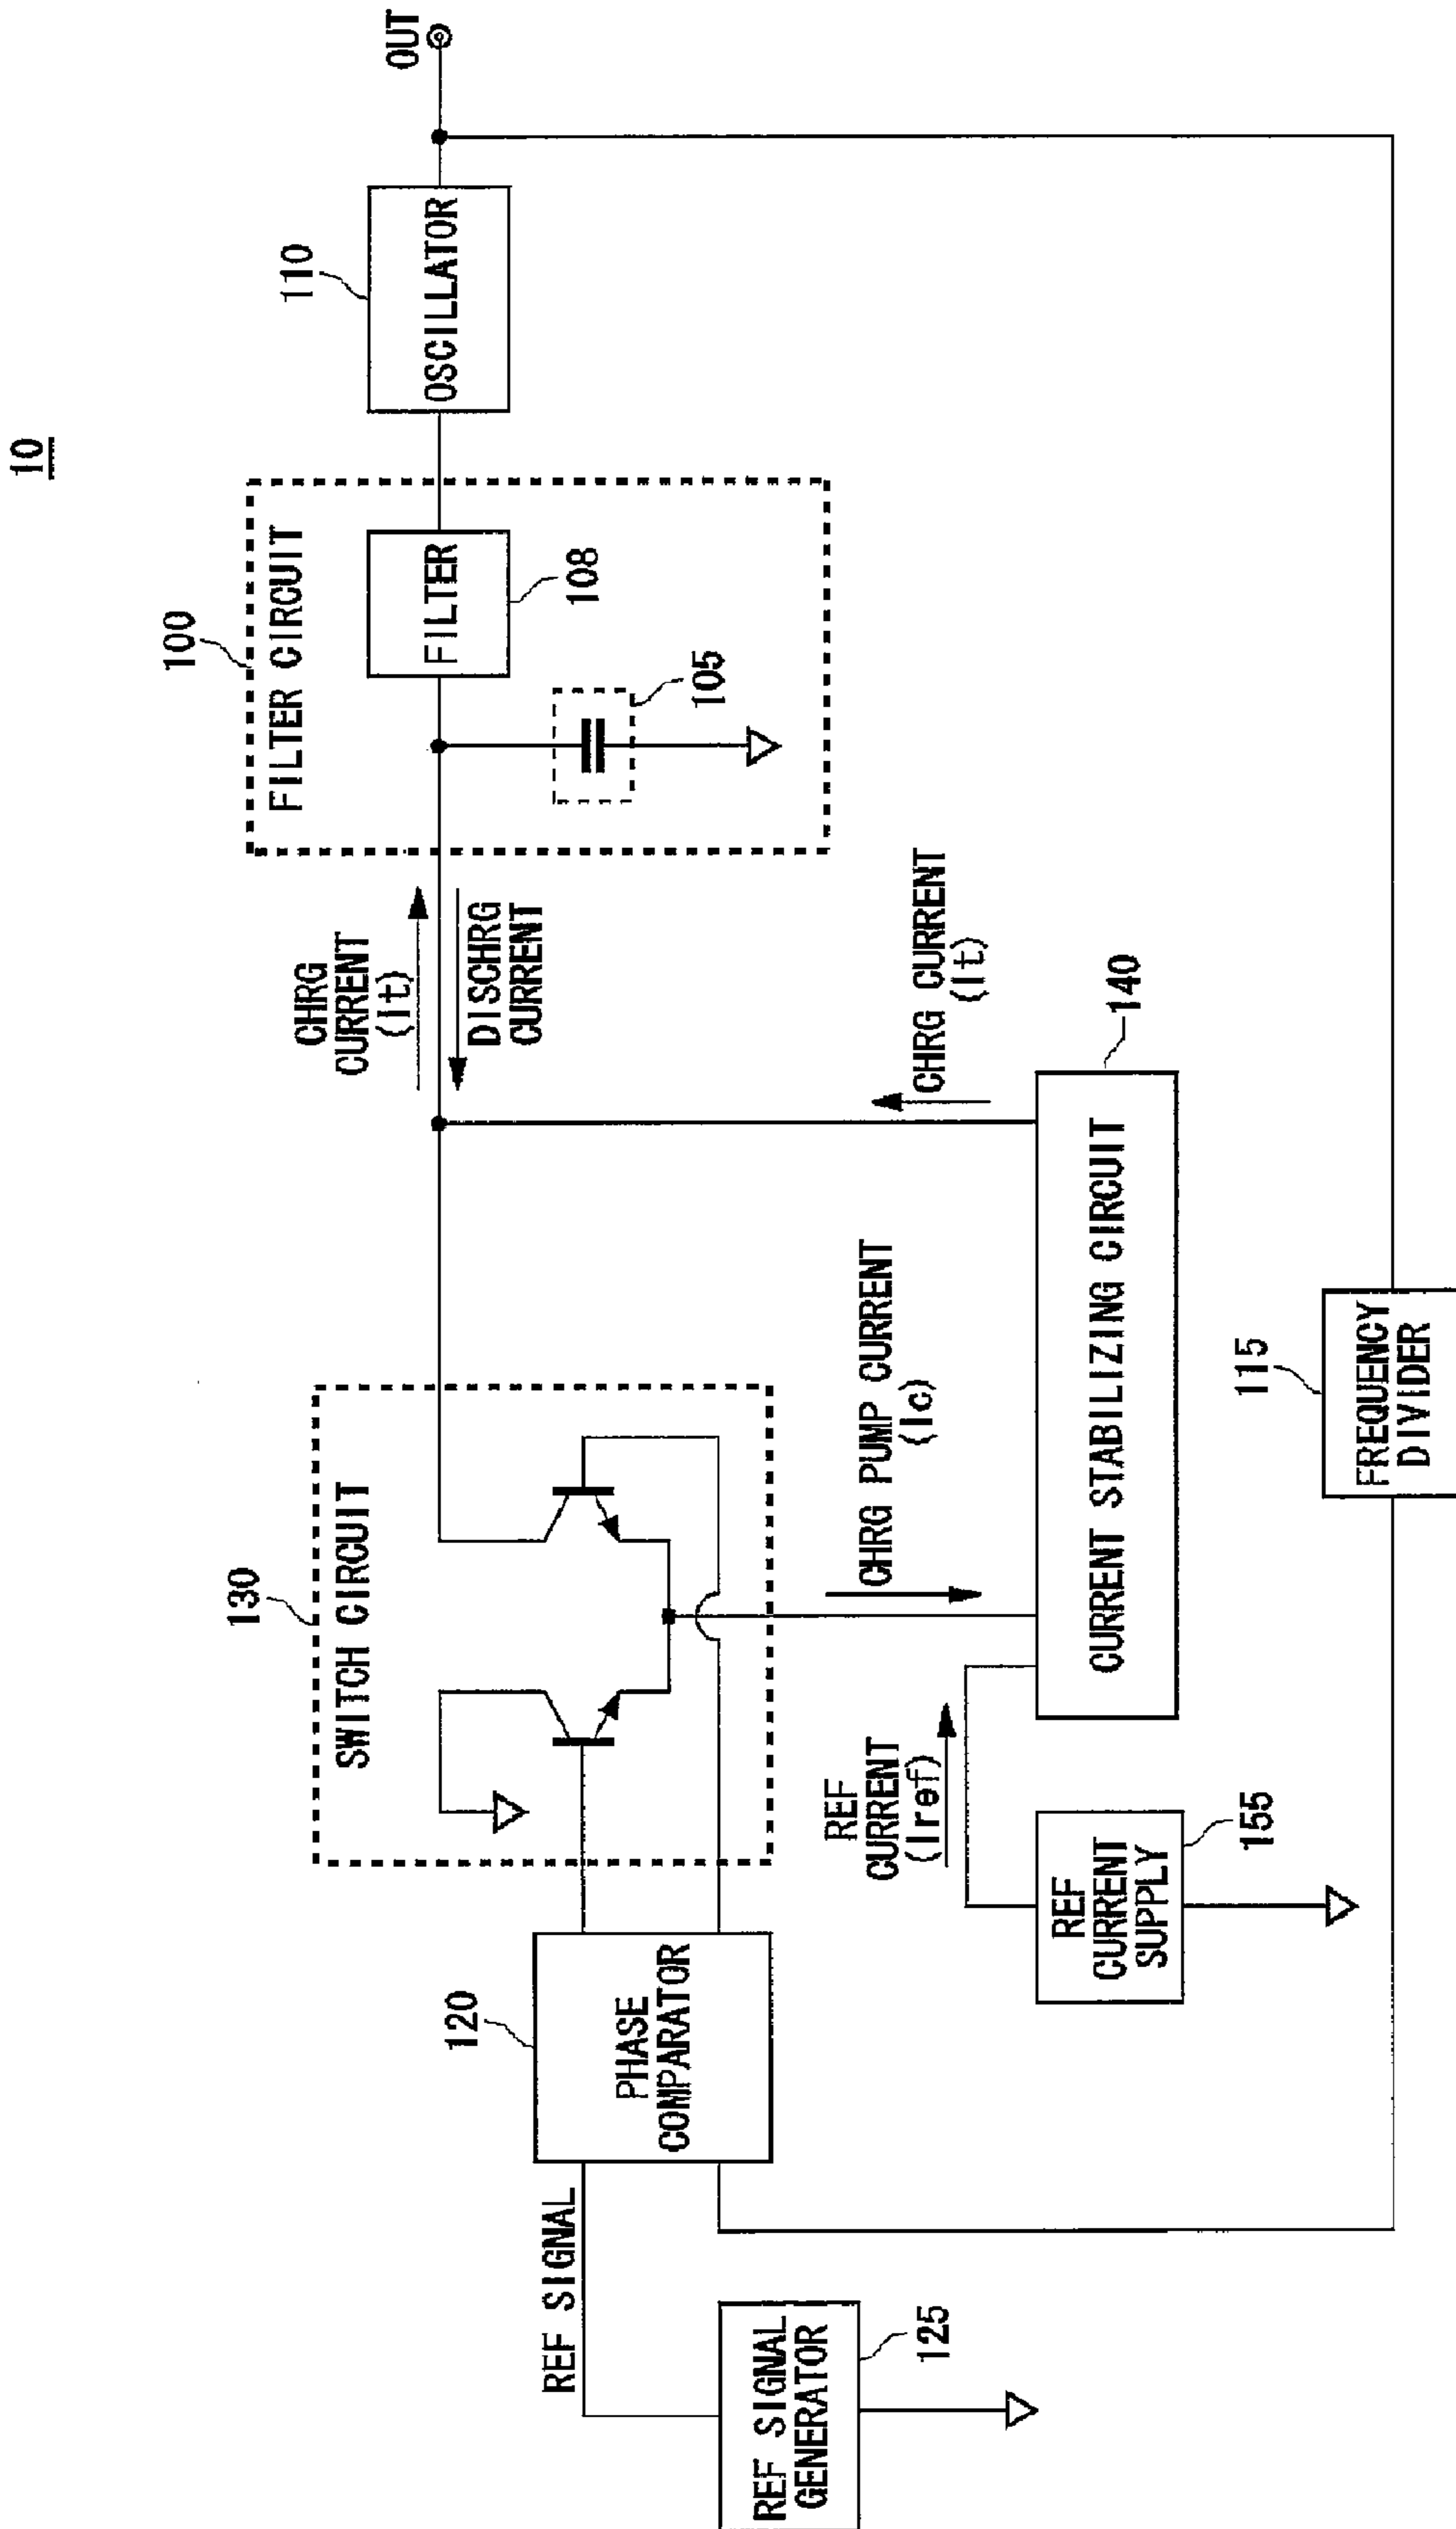 10
OUT
110
OSCILLATOR
100
FILTER CIRCUIT
FILTER
108
105
CHRG
CURRENT
(It)
DISCHRG
CURRENT
CHRG CURRENT
(It)
130
SWITCH CIRCUIT
CHRG PUMP CURRENT
(Ic)
140
CURRENT STABILIZING CIRCUIT
115
FREQUENCY
DIVIDER
REF
CURRENT
(Iref)
REF
CURRENT
SUPPLY
155
120
PHASE
COMPARATOR
REF SIGNAL
REF SIGNAL
GENERATOR
125